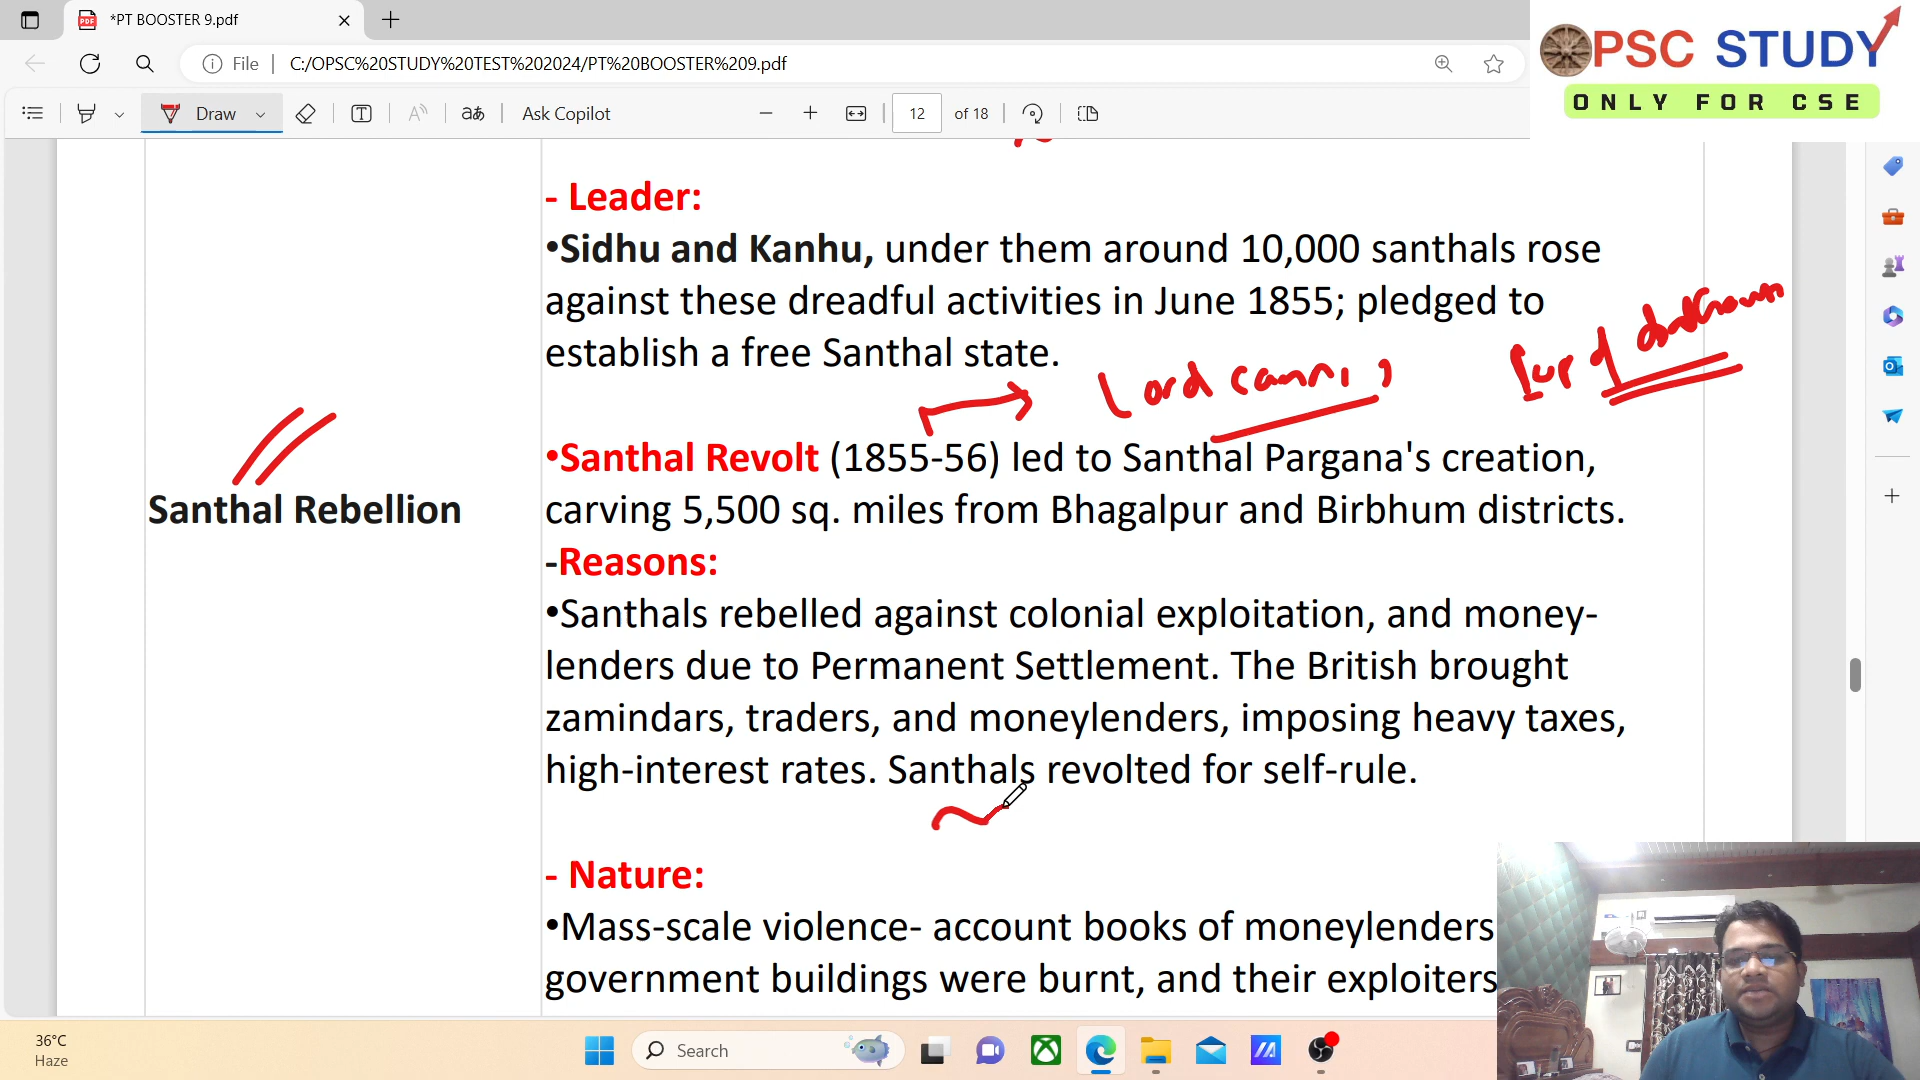 *PT BOOSTER 9.pdf
File
C:/OPSC%20STUDY%20TEST%202024/PT%20BOOSTER%209.pdf
PSC STUDY
ONLY FOR CSE
Draw
Ask Copilot
12 of 18
- Leader:
•Sidhu and Kanhu, under them around 10,000 santhals rose
against these dreadful activities in June 1855; pledged to
establish a free Santhal state.
Lord
•Santhal Revolt (1855-56) led to Santhal Pargana's creation,
carving 5,500 sq. miles from Bhagalpur and Birbhum districts.
Santhal Rebellion
-Reasons:
•Santhals rebelled against colonial exploitation, and money-
lenders due to Permanent Settlement. The British brought
zamindars, traders, and moneylenders, imposing heavy taxes,
high-interest rates. Santhals revolted for self-rule.
- Nature:
•Mass-scale violence- account books of moneylenders
government buildings were burnt, and their exploiters
36°C
Haze
Search